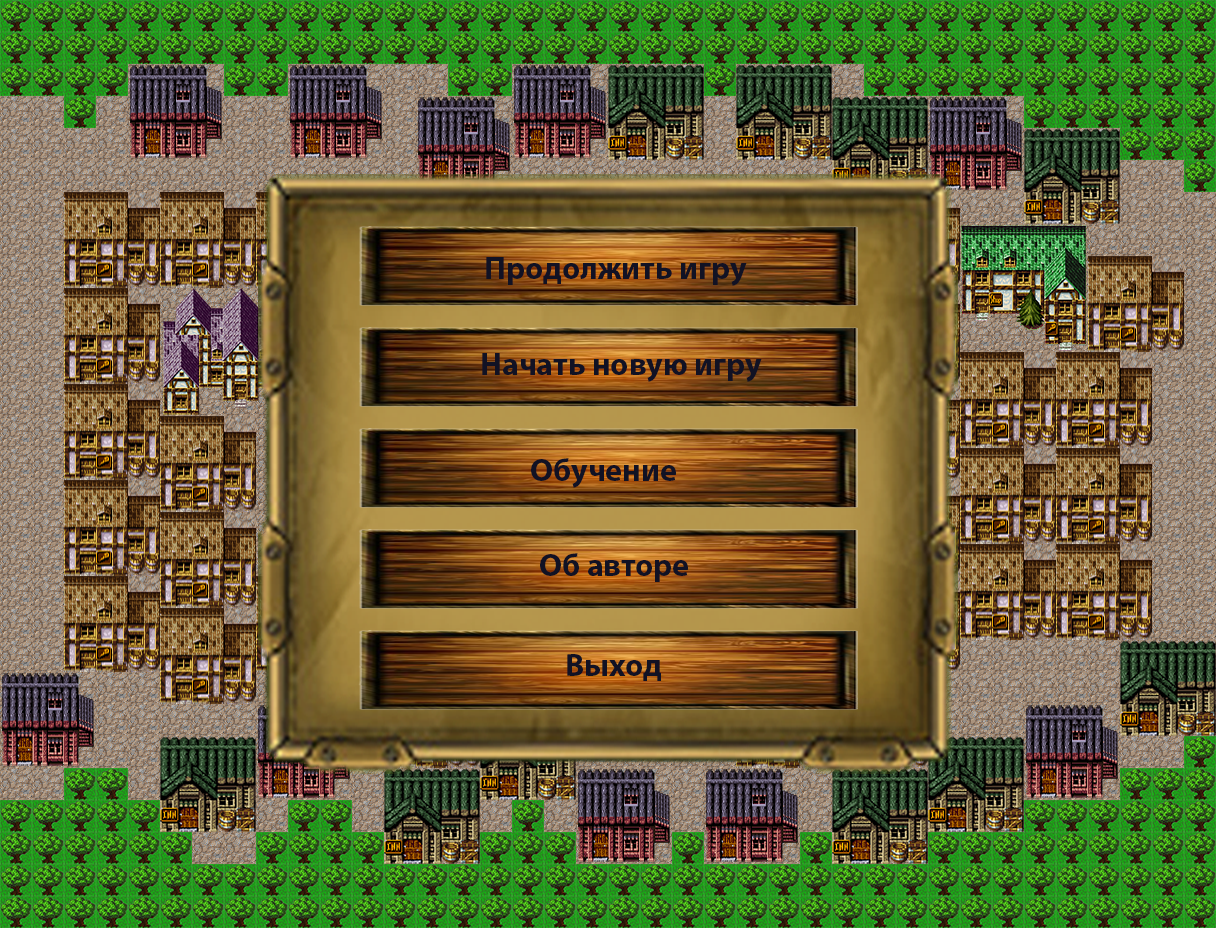 Продолжить игру
Начать новую игру
Обучение
Об авторе
Выход